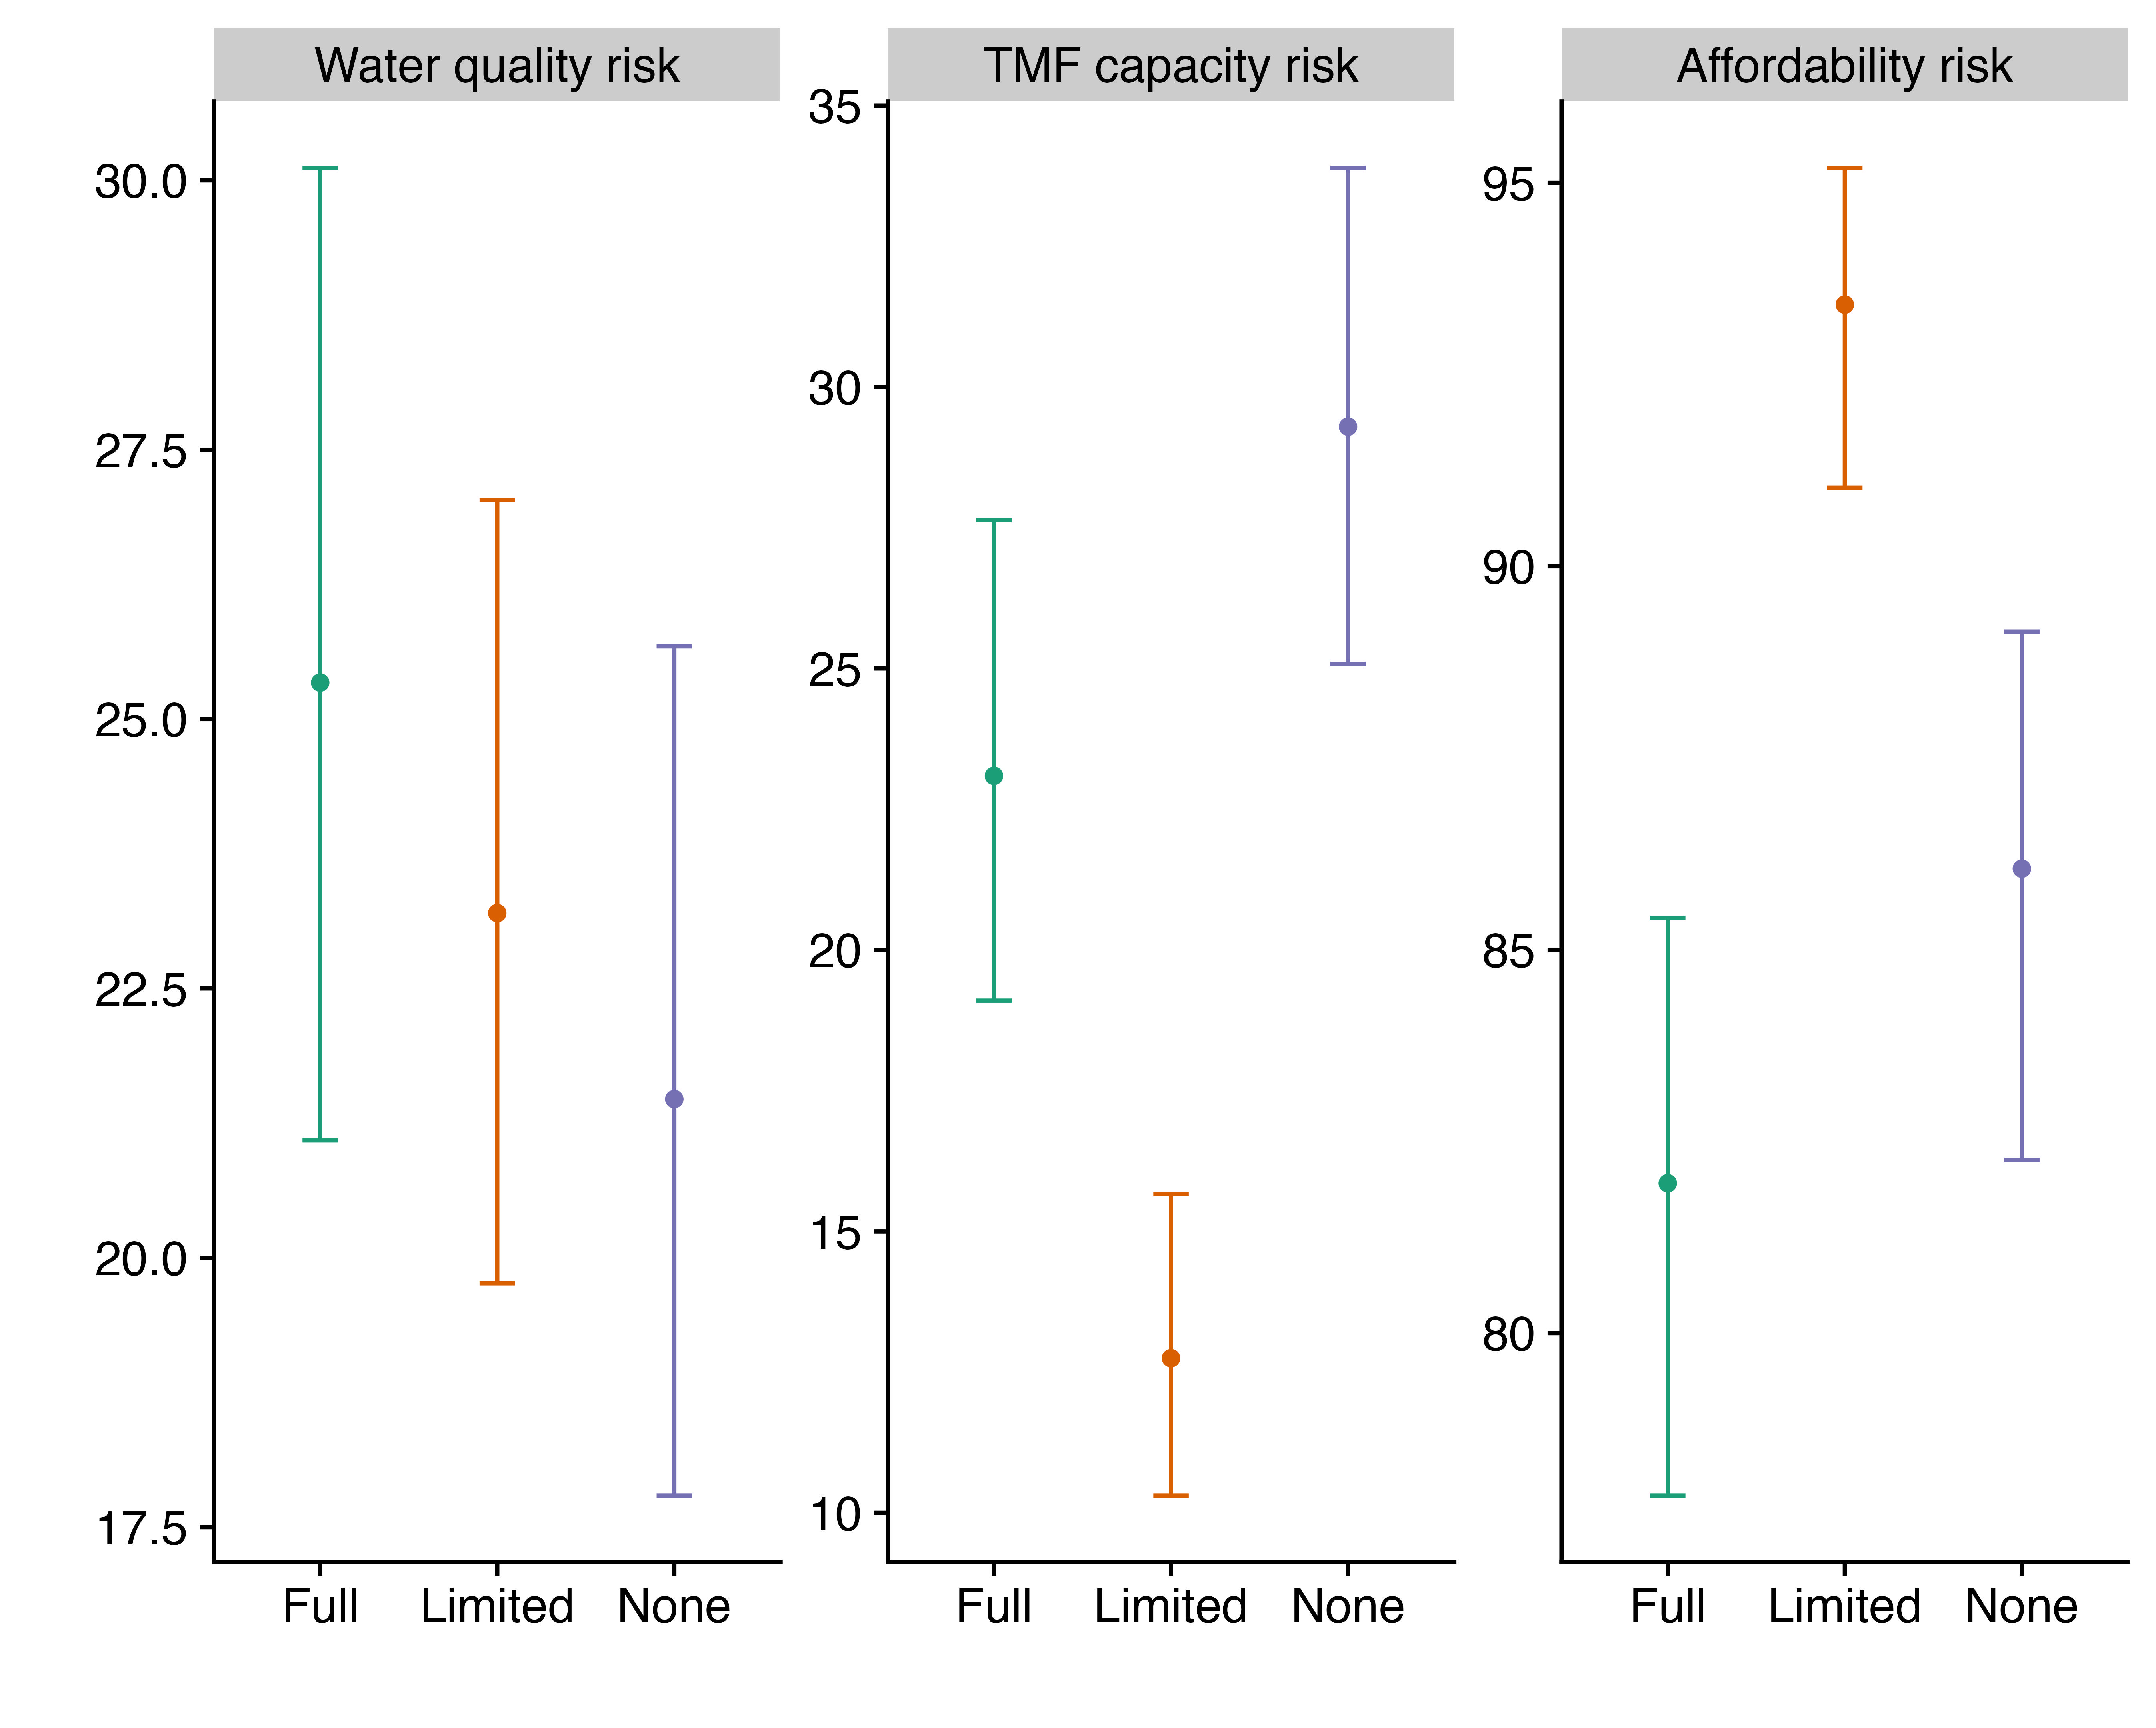 Water quality risk
TMF capacity risk
Affordability risk
30.0
27.5
25.0
22.5
20.0
17.5
35
30
25
20
15
10
95
90
85
80
Full Limited None
Full Limited None
Full Limited None